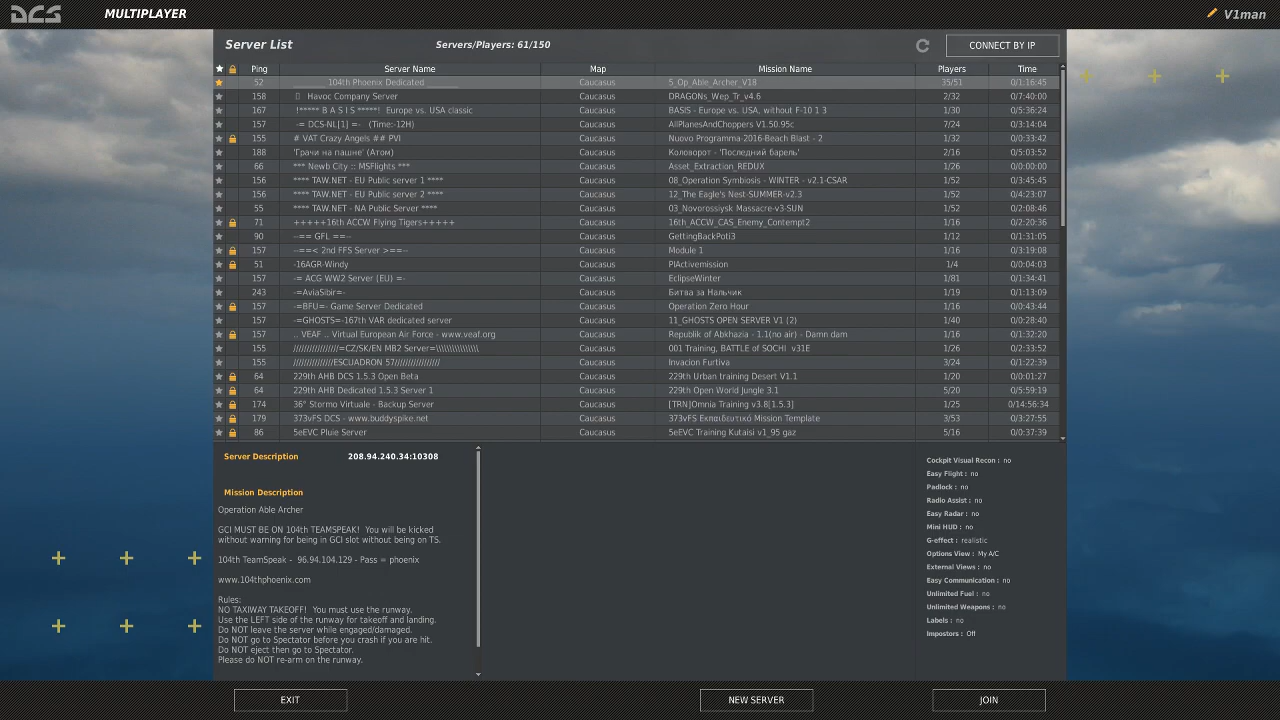 DCS MULTIPLAYER V1man
Server List Servers/Players: 61/150 CONNECT BY IP
Ping Server Name Map Mission Name Players Time
52 ______104th Phoenix Dedicated______ Caucasus 5_Op_Able_Archer_V18 35/51 0/1:16:45
158 Havoc Company Server Caucasus DRAGONs_Wep_Tr_v4.6 2/32 0/7:40:00
167 !***** B A S I S *****! Europe vs. USA classic Caucasus BASIS - Europe vs. USA, without F-10 1 3 1/30 0/5:36:24
157 -= DCS-NL[1] =- (Time:-12H) Caucasus AllPlanesAndChoppers V1.50.95c 7/24 0/3:14:04
155 # VAT Crazy Angels ## PVI Caucasus Nuovo Programma-2016-Beach Blast - 2 1/32 0/0:33:42
188 'Грачи на пашне' (Атом) Caucasus Коловорот - 'Последний барель' 2/16 0/5:03:52
66 *** Newb City :: MSFlights *** Caucasus Asset_Extraction_REDUX 1/26 0/0:00:00
156 **** TAW.NET - EU Public server 1 **** Caucasus 08_Operation Symbiosis - WINTER - v2.1-CSAR 1/52 0/3:45:45
156 **** TAW.NET - EU Public server 2 **** Caucasus 12_The Eagle's Nest-SUMMER-v2.3 1/52 0/4:23:07
55 **** TAW.NET - NA Public Server **** Caucasus 03_Novorossiysk Massacre-v3-SUN 1/52 0/2:08:46
71 +++++16th ACCW Flying Tigers+++++ Caucasus 16th_ACCW_CAS_Enemy_Contempt2 1/16 0/2:20:36
90 --== GFL ==-- Caucasus GettingBackPoti3 1/12 0/1:31:05
157 --==< 2nd FFS Server >==-- Caucasus Module 1 1/16 0/3:19:08
51 -16AGR-Windy Caucasus PIActivemission 1/4 0/0:04:03
157 -= ACG WW2 Server (EU) =- Caucasus EclipseWinter 1/81 0/1:34:41
243 -=AviaSibir=- Caucasus Битва за Нальчик 1/19 0/1:13:09
157 -=BFU=- Game Server Dedicated Caucasus Operation Zero Hour 1/16 0/0:43:44
157 -=GHOSTS=-167th VAR dedicated server Caucasus 11_GHOSTS OPEN SERVER V1 (2) 1/40 0/0:28:40
157 .. VEAF .. Virtual European Air Force - www.veaf.org Caucasus Republik of Abkhazia - 1.1(no air) - Damn dam 1/16 0/1:32:20
155 ///////////////=CZ/SK/EN MB2 Server=\\\\\\\\\\\\\\\ Caucasus 001 Training, BATTLE of SOCHI v31E 1/26 0/2:33:52
155 //////////////ESCUADRON 57//////////////// Caucasus Invacion Furtiva 3/24 0/1:22:39
64 229th AHB DCS 1.5.3 Open Beta Caucasus 229th Urban training Desert V1.1 1/20 0/0:01:27
64 229th AHB Dedicated 1.5.3 Server 1 Caucasus 229th Open World Jungle 3.1 5/20 0/5:59:19
174 36° Stormo Virtuale - Backup Server Caucasus [TRN]Omnia Training v3.8[1.5.3] 1/25 0/14:56:34
179 373vFS DCS - www.buddyspike.net Caucasus 373vFS Εκπαιδευτικό Mission Template 3/53 0/3:27:55
86 5eEVC Pluie Server Caucasus 5eEVC Training Kutaisi v1_95 gaz 5/16 0/0:37:39
Server Description 208.94.240.34:10308
Mission Description
Operation Able Archer
GCI MUST BE ON 104th TEAMSPEAK! You will be kicked
without warning for being in GCI slot without being on TS.
104th TeamSpeak - 96.94.104.129 - Pass = phoenix
www.104thphoenix.com
Rules:
NO TAXIWAY TAKEOFF! You must use the runway.
Use the LEFT side of the runway for takeoff and landing.
Do NOT leave the server while engaged/damaged.
Do NOT go to Spectator before you crash if you are hit.
Do NOT eject then go to Spectator.
Please do NOT re-arm on the runway.
Cockpit Visual Recon : no
Easy Flight : no
Padlock : no
Radio Assist : no
Easy Radar : no
Mini HUD : no
G-effect : realistic
Options View : My A/C
External Views : no
Easy Communication : no
Unlimited Fuel : no
Unlimited Weapons : no
Labels : no
Impostors : Off
EXIT NEW SERVER JOIN